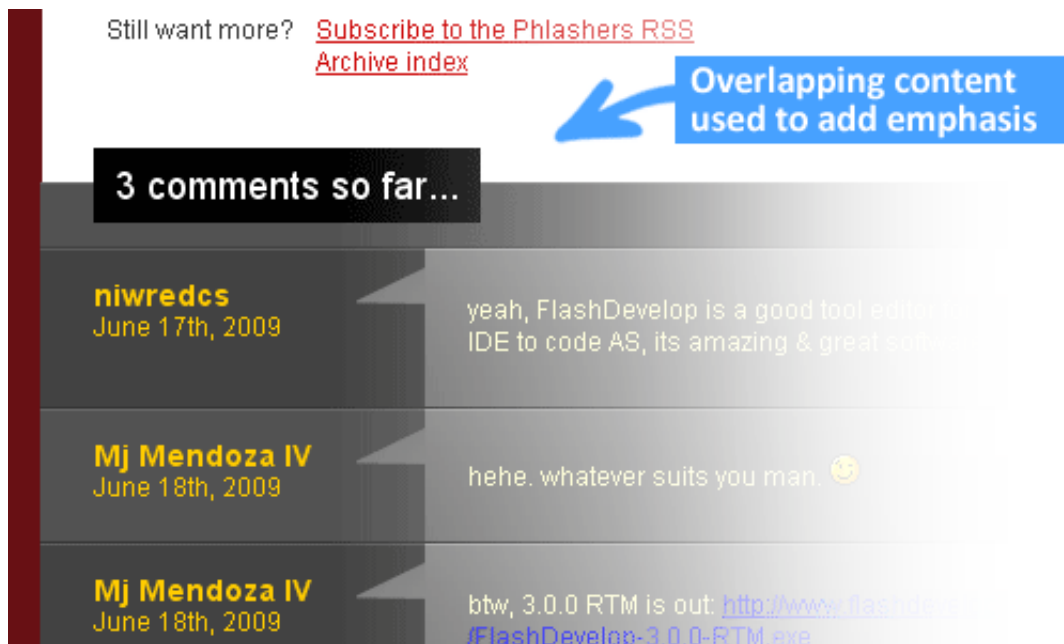 Still want more? Subscribe to the Phlashers RSS
Archive index
Overlapping content
used to add emphasis
3 comments so far...
niwredcs
June 17th, 2009
yeah, FlashDevelop is a good tool editor
IDE to code AS, its amazing & great
Mj Mendoza IV
June 18th, 2009
hehe. whatever suits you man.
Mj Mendoza IV
June 18th, 2009
btw, 3.0.0 RTM is out:
/FlashDevelop-3.0.0-RTM.exe